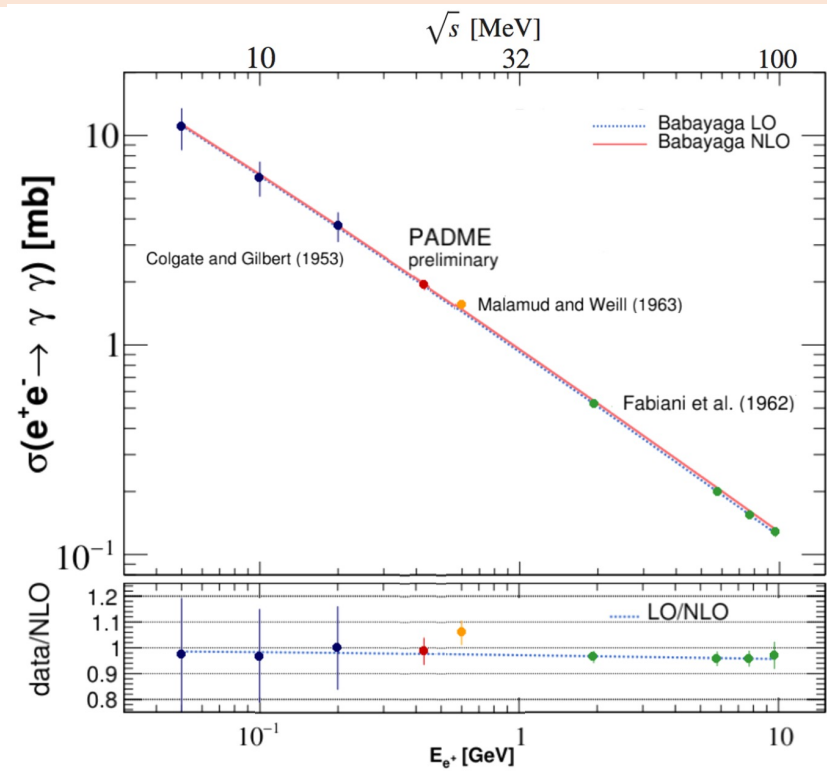 √s [MeV]
10 32 100
σ(e⁺e⁻→ γ γ) [mb]
10
1
10⁻¹
Babayaga LO
Babayaga NLO
PADME
preliminary
Colgate and Gilbert (1953)
Malamud and Weill (1963)
Fabiani et al. (1962)
data/NLO
1.2
1.1
1
0.9
0.8
LO/NLO
10⁻¹ 1 10
E_e⁺ [GeV]